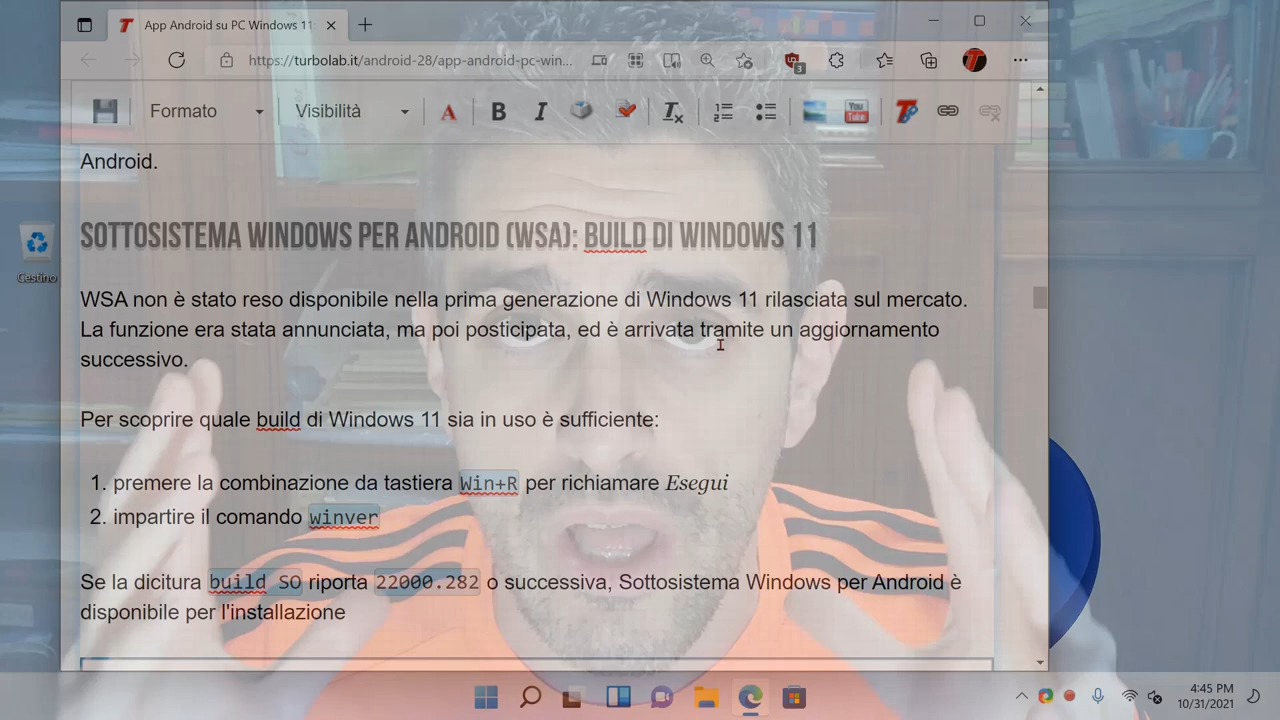 App Android su PC Windows 11
https://turbolab.it/android-28/app-android-pc-win...
3
Formato
Visibilità
A
B
I
You
Tube
Android.
SOTTOSISTEMA WINDOWS PER ANDROID (WSA): BUILD DI WINDOWS 11
WSA non è stato reso disponibile nella prima generazione di Windows 11 rilasciata sul mercato.
La funzione era stata annunciata, ma poi posticipata, ed è arrivata tramite un aggiornamento
successivo.
Per scoprire quale build di Windows 11 sia in uso è sufficiente:
1. premere la combinazione da tastiera Win+R per richiamare Esegui
2. impartire il comando winver
Se la dicitura build SO riporta 22000.282 o successiva, Sottosistema Windows per Android è
disponibile per l'installazione
Cestino
4:45 PM
10/31/2021